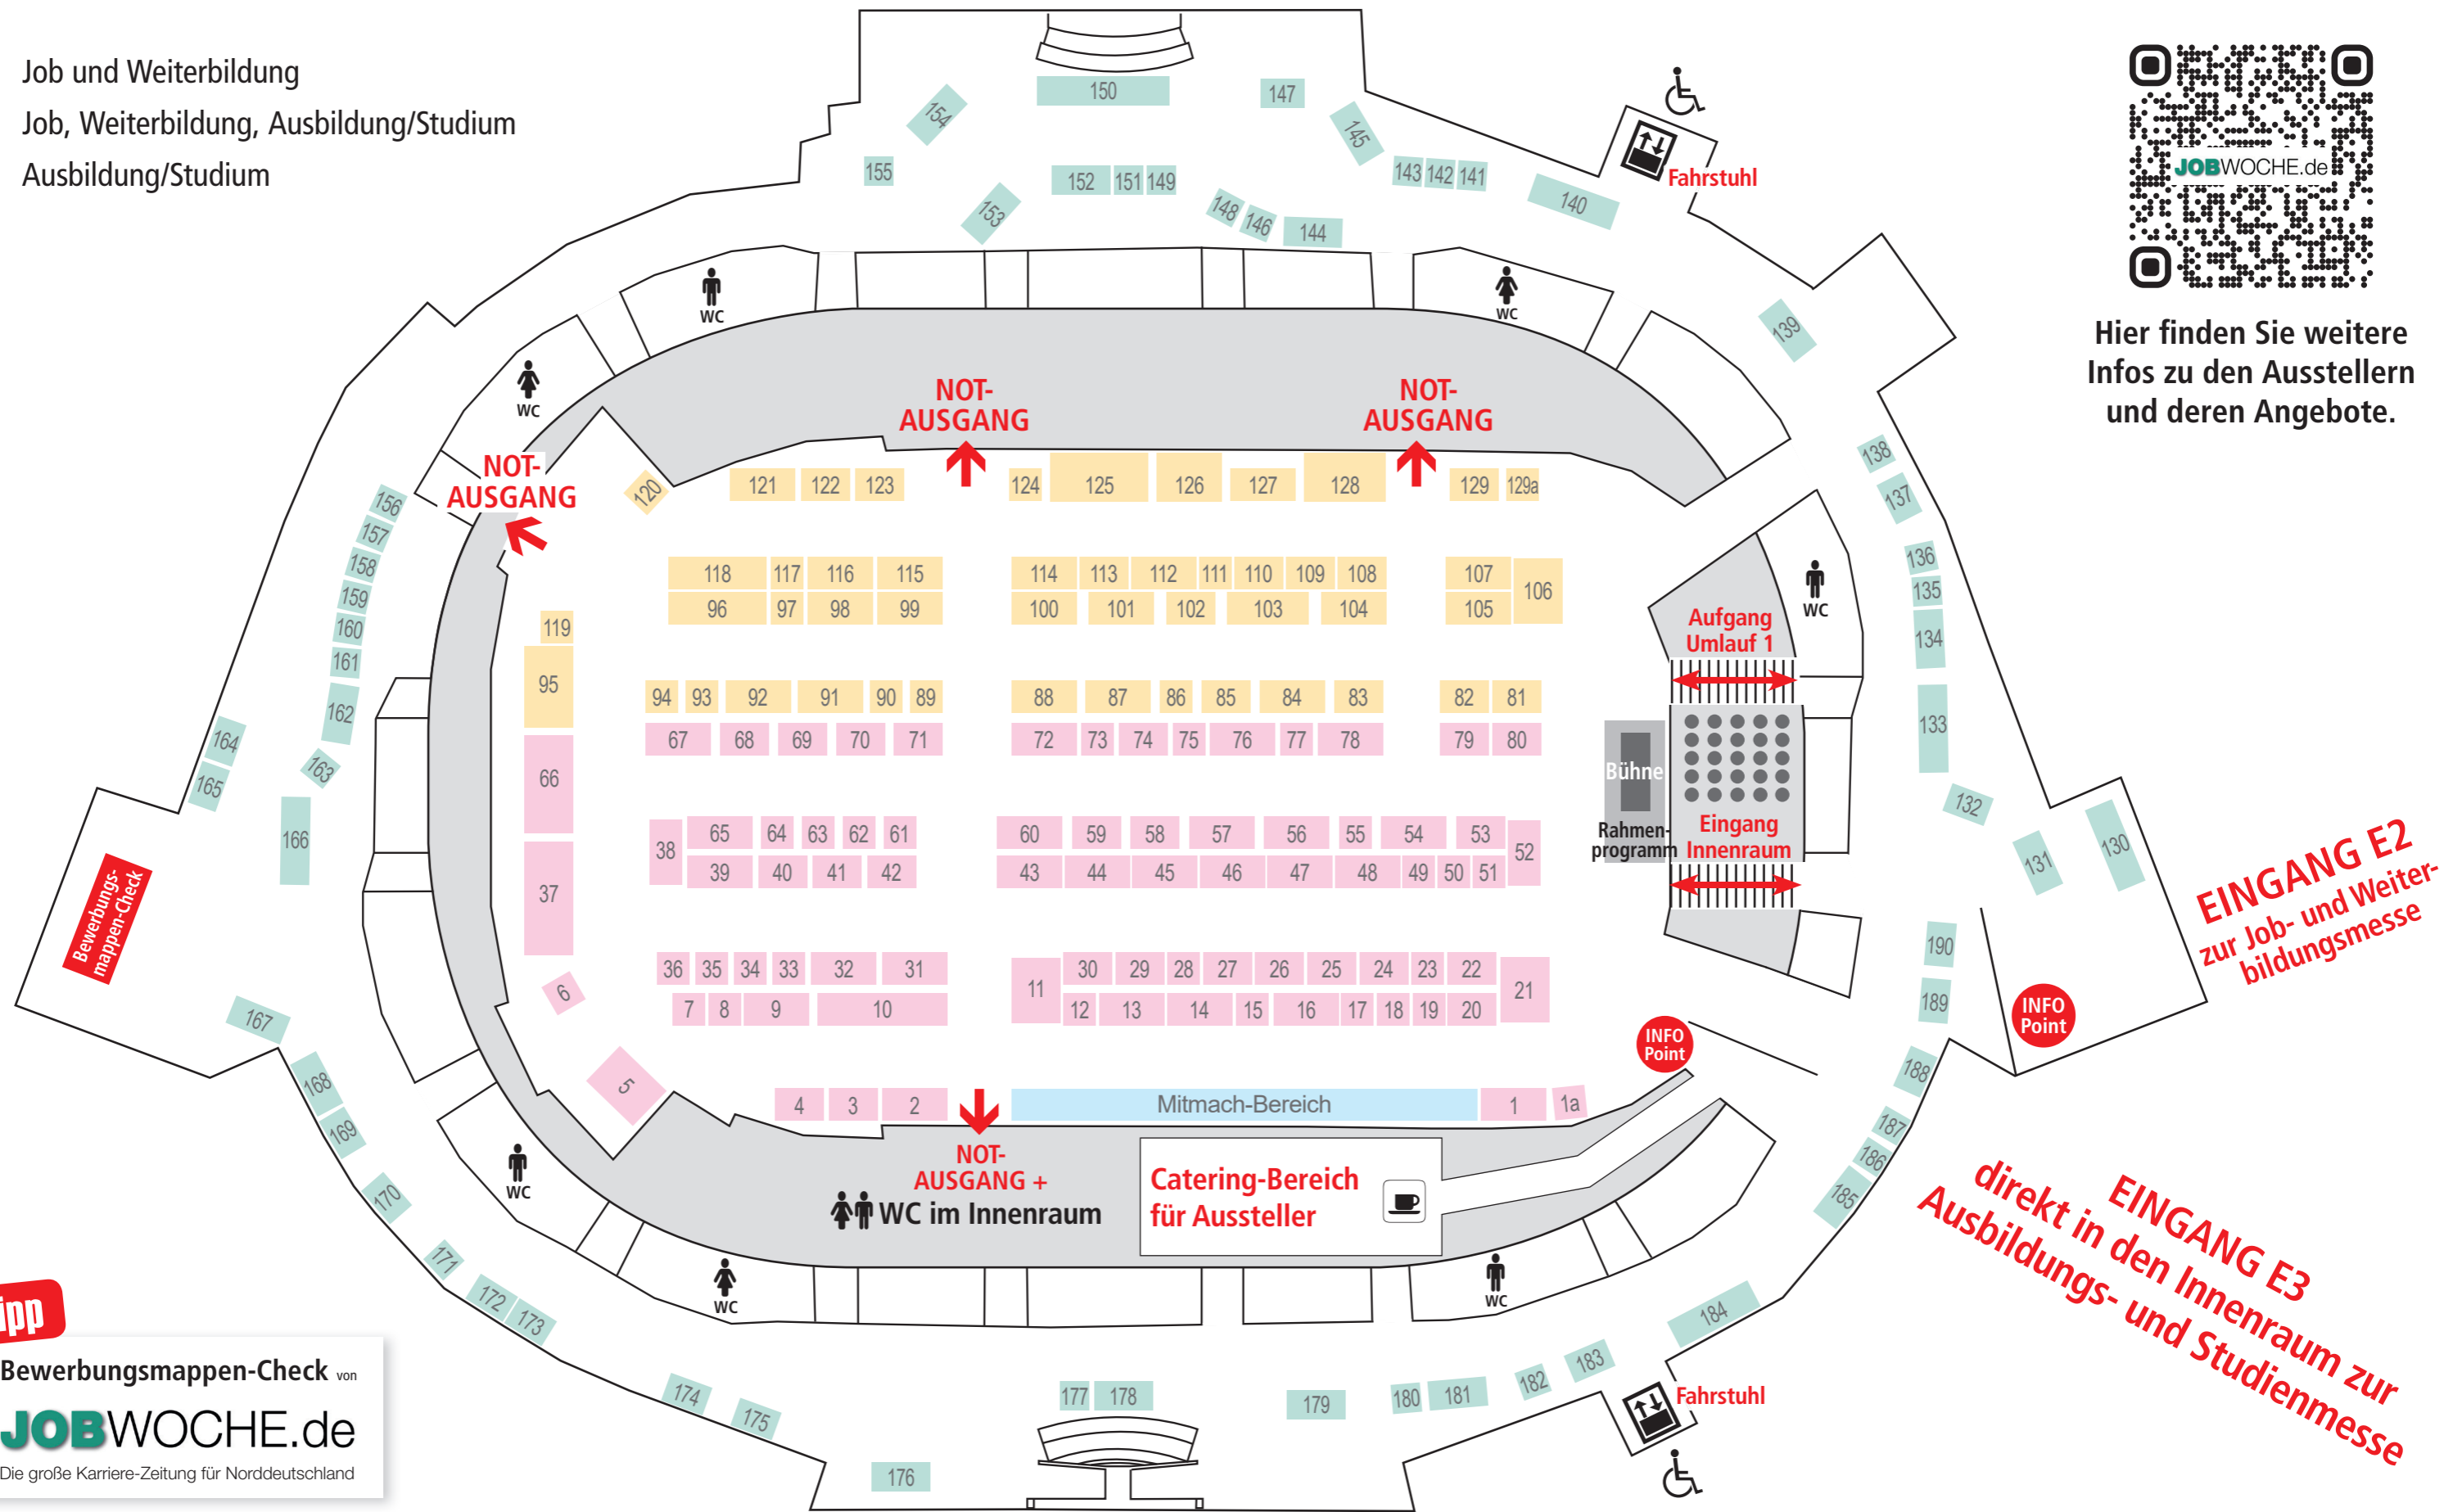 Job und Weiterbildung
Job, Weiterbildung, Ausbildung/Studium
Ausbildung/Studium
JOBWOCHE.de
Hier finden Sie weitere
Infos zu den Ausstellern
und deren Angebote.
150
147
154
145
155
152 151 149
143 142 141
Fahrstuhl
153
148 146 144
140
WC
WC
139
WC
NOT-
AUSGANG
NOT-
AUSGANG
NOT-
AUSGANG
138
137
136
135
134
133
132
131
130
156
157
158
159
160
161
162
163
164
165
166
120
121 122 123
124 125 126 127 128
129 129a
118 117 116 115
114 113 112 111 110 109 108
107
106
96 97 98 99
100 101 102 103 104
105
119
95
94 93 92 91 90 89
88 87 86 85 84 83
82 81
67 68 69 70 71
72 73 74 75 76 77 78
79 80
66
37
38
65 64 63 62 61
60 59 58 57 56 55 54 53
52
39 40 41 42
43 44 45 46 47 48 49 50 51
36 35 34 33 32 31
11
30 29 28 27 26 25 24 23 22
21
6
7 8 9 10
12 13 14 15 16 17 18 19 20
5
4 3 2
Mitmach-Bereich
1 1a
WC
Aufgang
Umlauf 1
Bühne
Rahmen-
programm
Eingang
Innenraum
INFO
Point
INFO
Point
EINGANG E2
zur Job- und Weiter-
bildungsmesse
Bewerbungs-
mappen-Check
190
189
188
187
186
185
184
183
182
181
180
179
178
177
176
175
174
173
172
171
170
169
168
167
NOT-
AUSGANG +
WC im Innenraum
Catering-Bereich
für Aussteller
WC
WC
WC
EINGANG E3
direkt in den Innenraum zur
Ausbildungs- und Studienmesse
Fahrstuhl
ipp
Bewerbungsmappen-Check von
JOBWOCHE.de
Die große Karriere-Zeitung für Norddeutschland